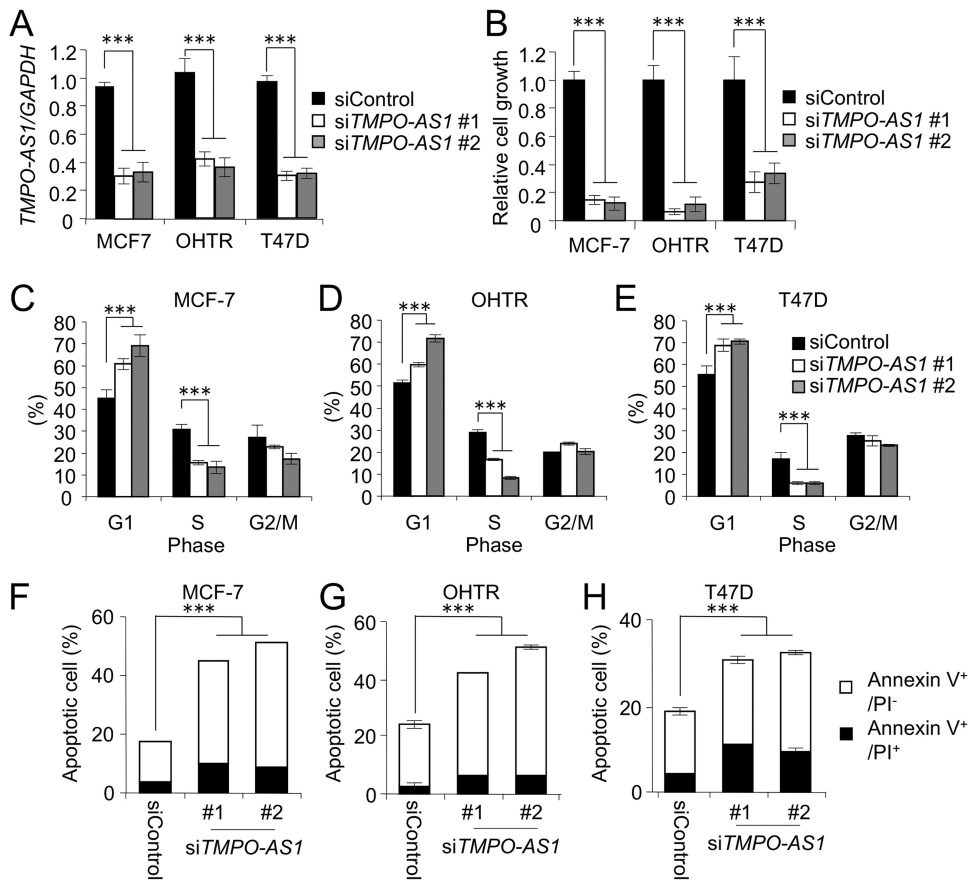 A
***
***
***
TMPO-AS1/GAPDH
1.2
1.0
0.8
0.6
0.4
0.2
0
MCF7 OHTR T47D
siControl
siTMPO-AS1 #1
siTMPO-AS1 #2
B
***
***
***
Relative cell growth
1.2
1.0
0.8
0.6
0.4
0.2
0
MCF-7 OHTR T47D
siControl
siTMPO-AS1 #1
siTMPO-AS1 #2
C
MCF-7
***
***
(%)
80
70
60
50
40
30
20
10
0
G1 S G2/M
Phase
D
OHTR
***
***
(%)
80
70
60
50
40
30
20
10
0
G1 S G2/M
Phase
E
T47D
***
***
(%)
80
70
60
50
40
30
20
10
0
G1 S G2/M
Phase
siControl
siTMPO-AS1 #1
siTMPO-AS1 #2
F
MCF-7
***
Apoptotic cell (%)
60
40
20
0
siControl
#1 #2
siTMPO-AS1
G
OHTR
***
Apoptotic cell (%)
60
40
20
0
siControl
#1 #2
siTMPO-AS1
H
T47D
***
Apoptotic cell (%)
40
20
0
siControl
#1 #2
siTMPO-AS1
Annexin V⁺
/PI⁻
Annexin V⁺
/PI⁺